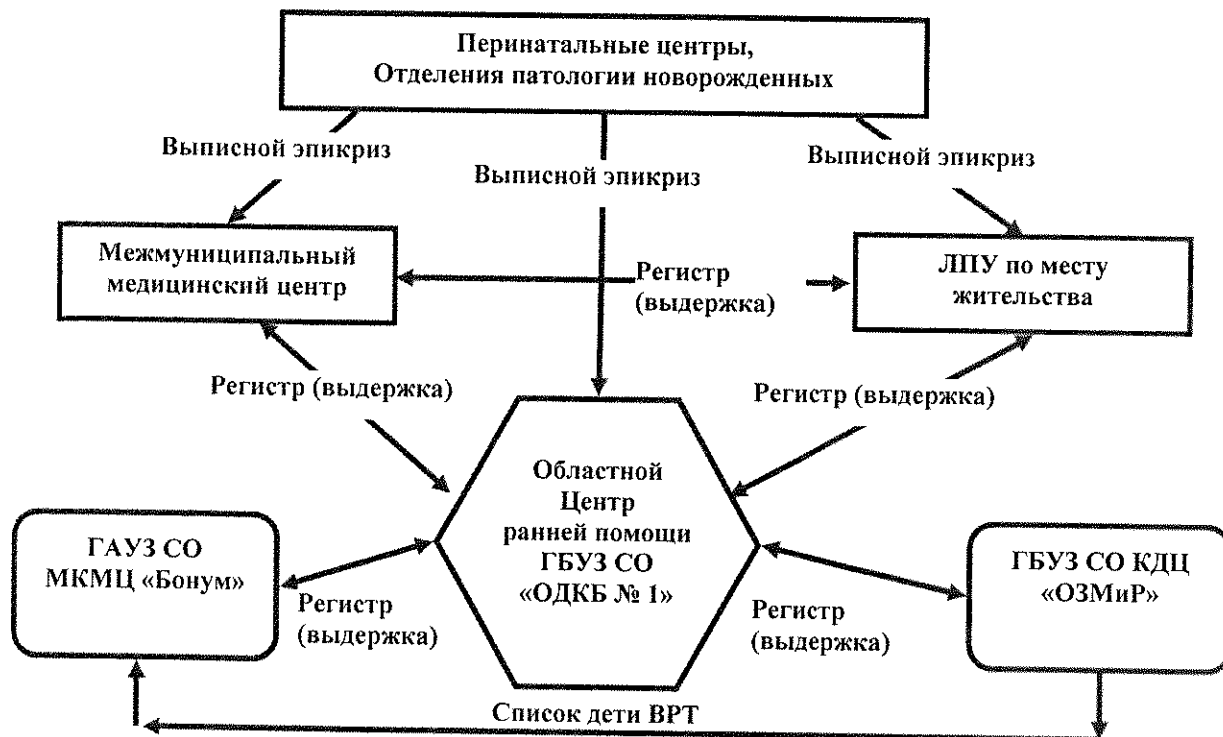 Перинатальные центры,
Отделения патологии новорожденных
Выписной эпикриз
Выписной эпикриз
Выписной эпикриз
Межмуниципальный
медицинский центр
Регистр
(выдержка)
ЛПУ по месту
жительства
Регистр (выдержка)
Регистр (выдержка)
Областной
Центр
ранней помощи
ГБУЗ СО
«ОДКБ № 1»
ГАУЗ СО
МКМЦ «Бонум»
ГБУЗ СО КДЦ
«ОЗМиР»
Регистр
(выдержка)
Регистр
(выдержка)
Список дети ВРТ